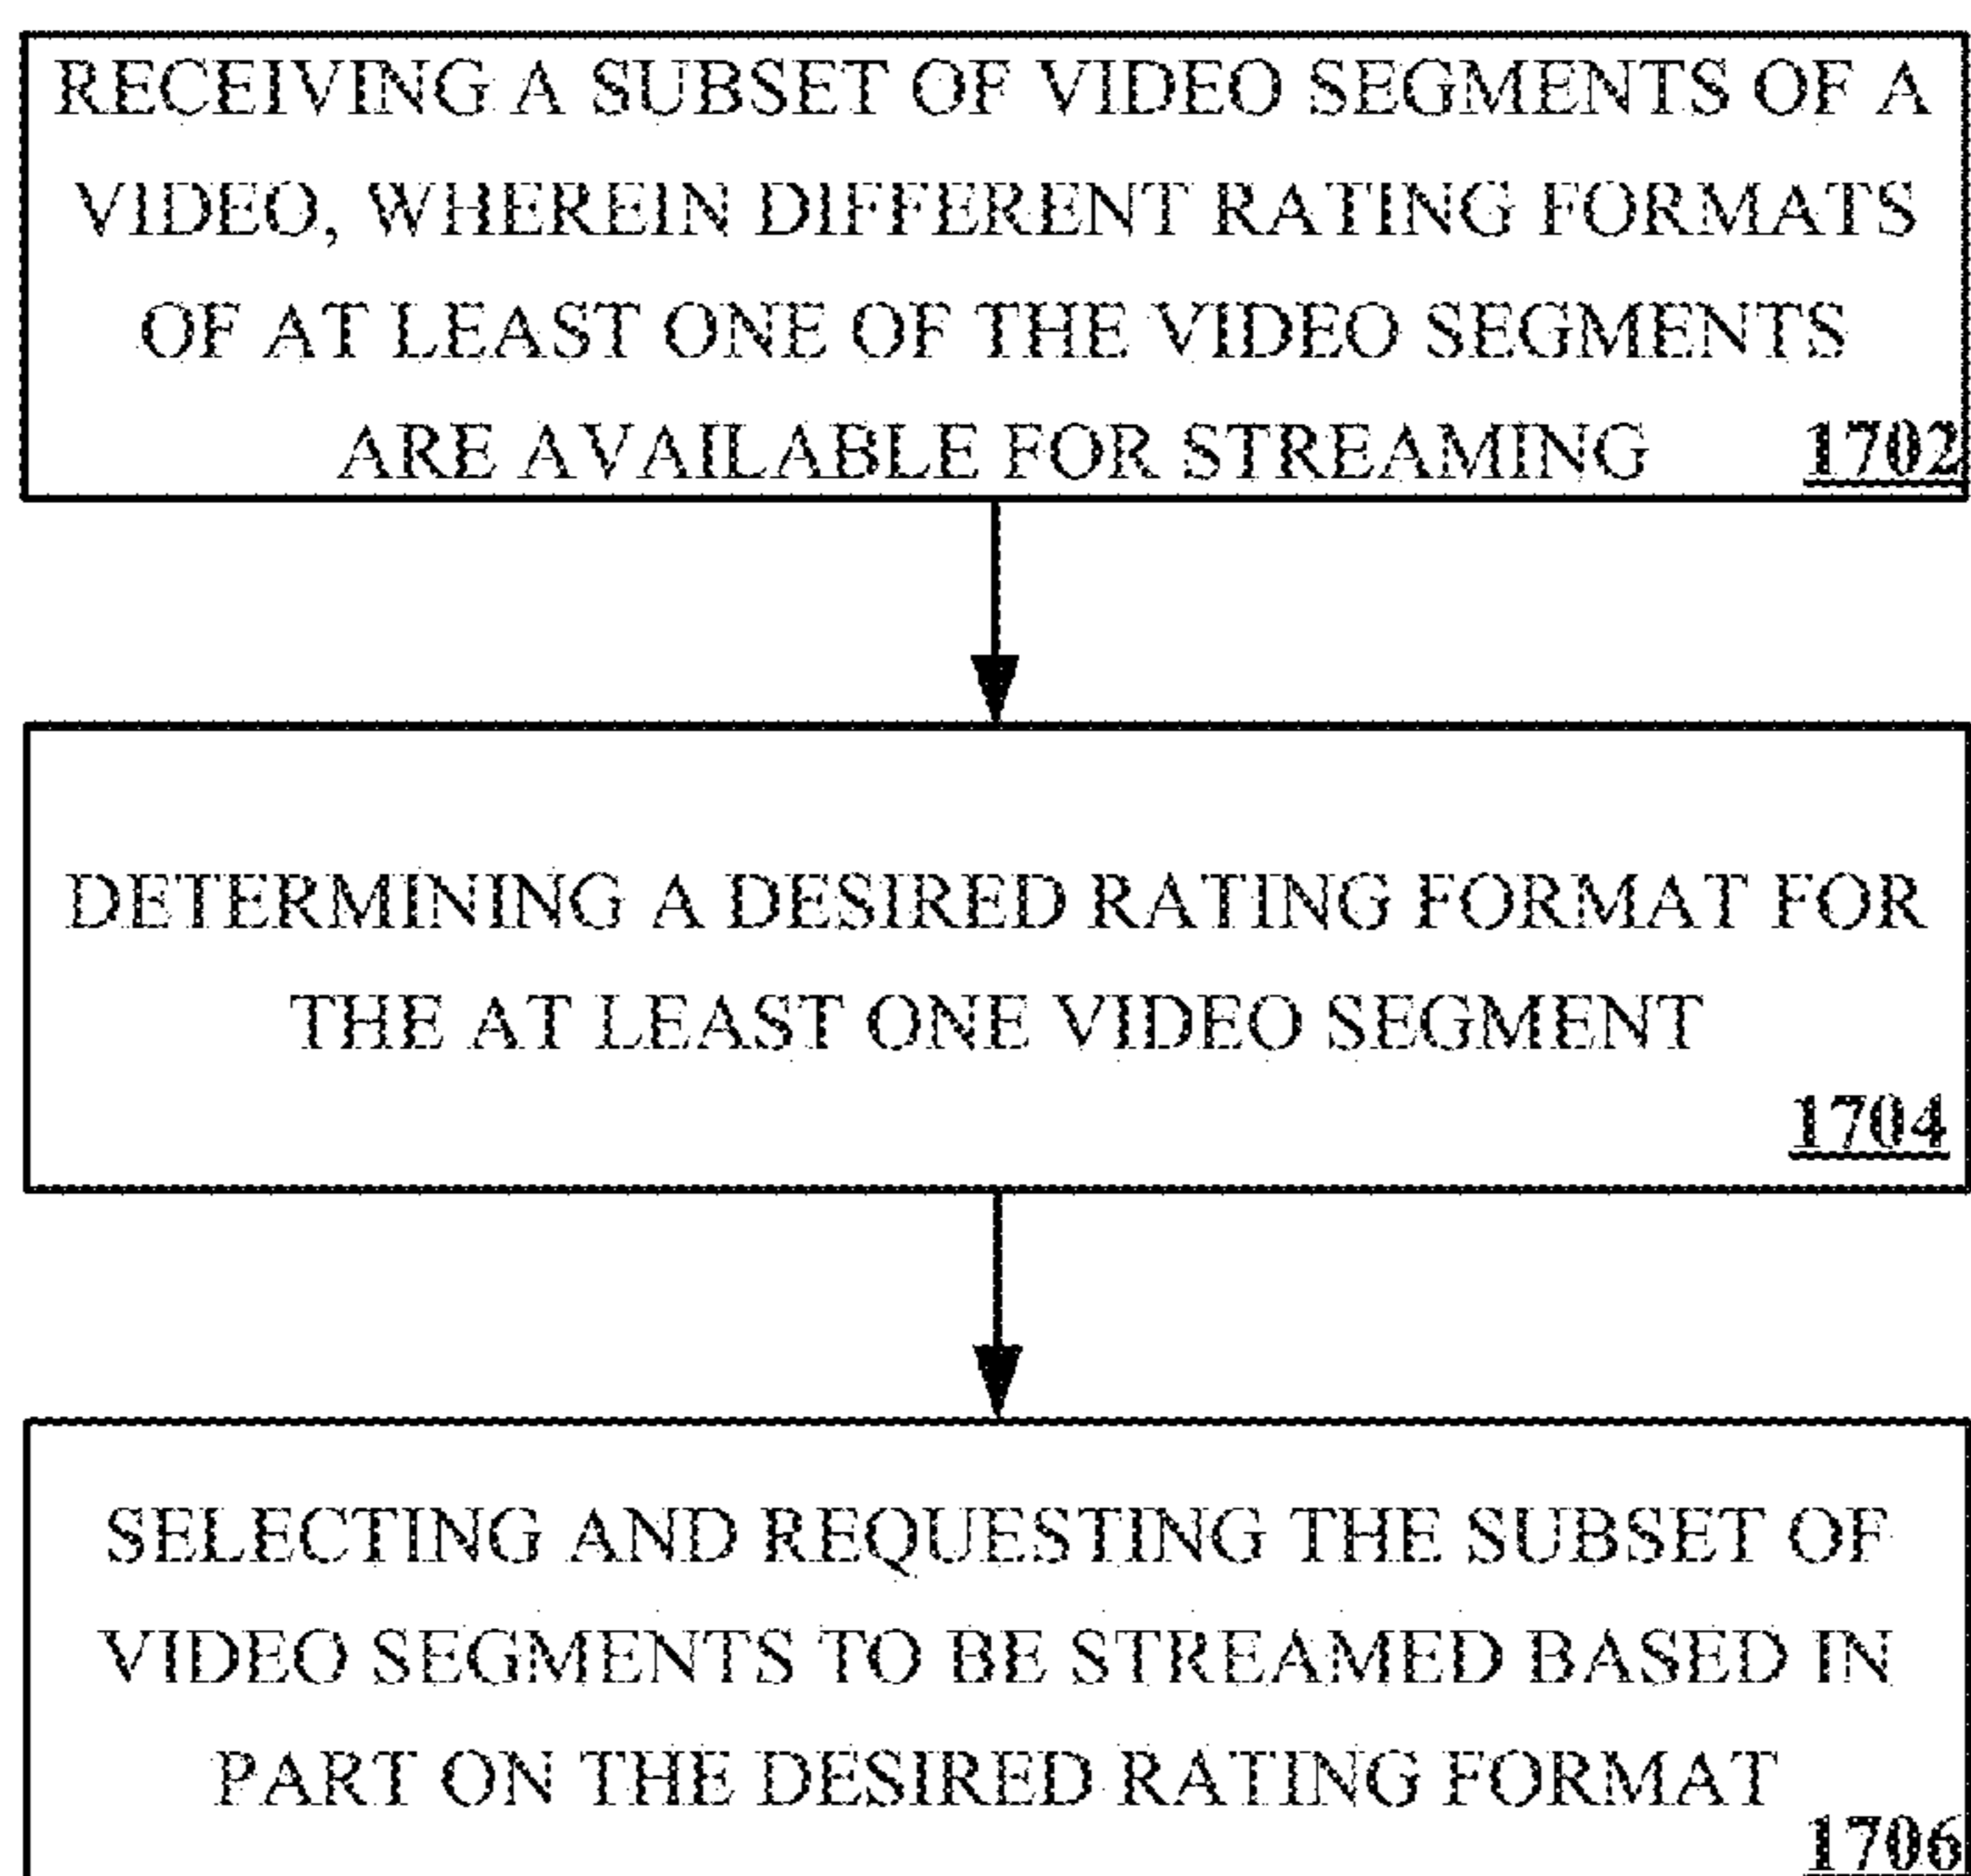 RECEIVING A SUBSET OF VIDEO SEGMENTS OF A
VIDEO, WHEREIN DIFFERENT RATING FORMATS
OF AT LEAST ONE OF THE VIDEO SEGMENTS
ARE AVAILABLE FOR STREAMING 1702
DETERMINING A DESIRED RATING FORMAT FOR
THE AT LEAST ONE VIDEO SEGMENT
1704
SELECTING AND REQUESTING THE SUBSET OF
VIDEO SEGMENTS TO BE STREAMED BASED IN
PART ON THE DESIRED RATING FORMAT
1706